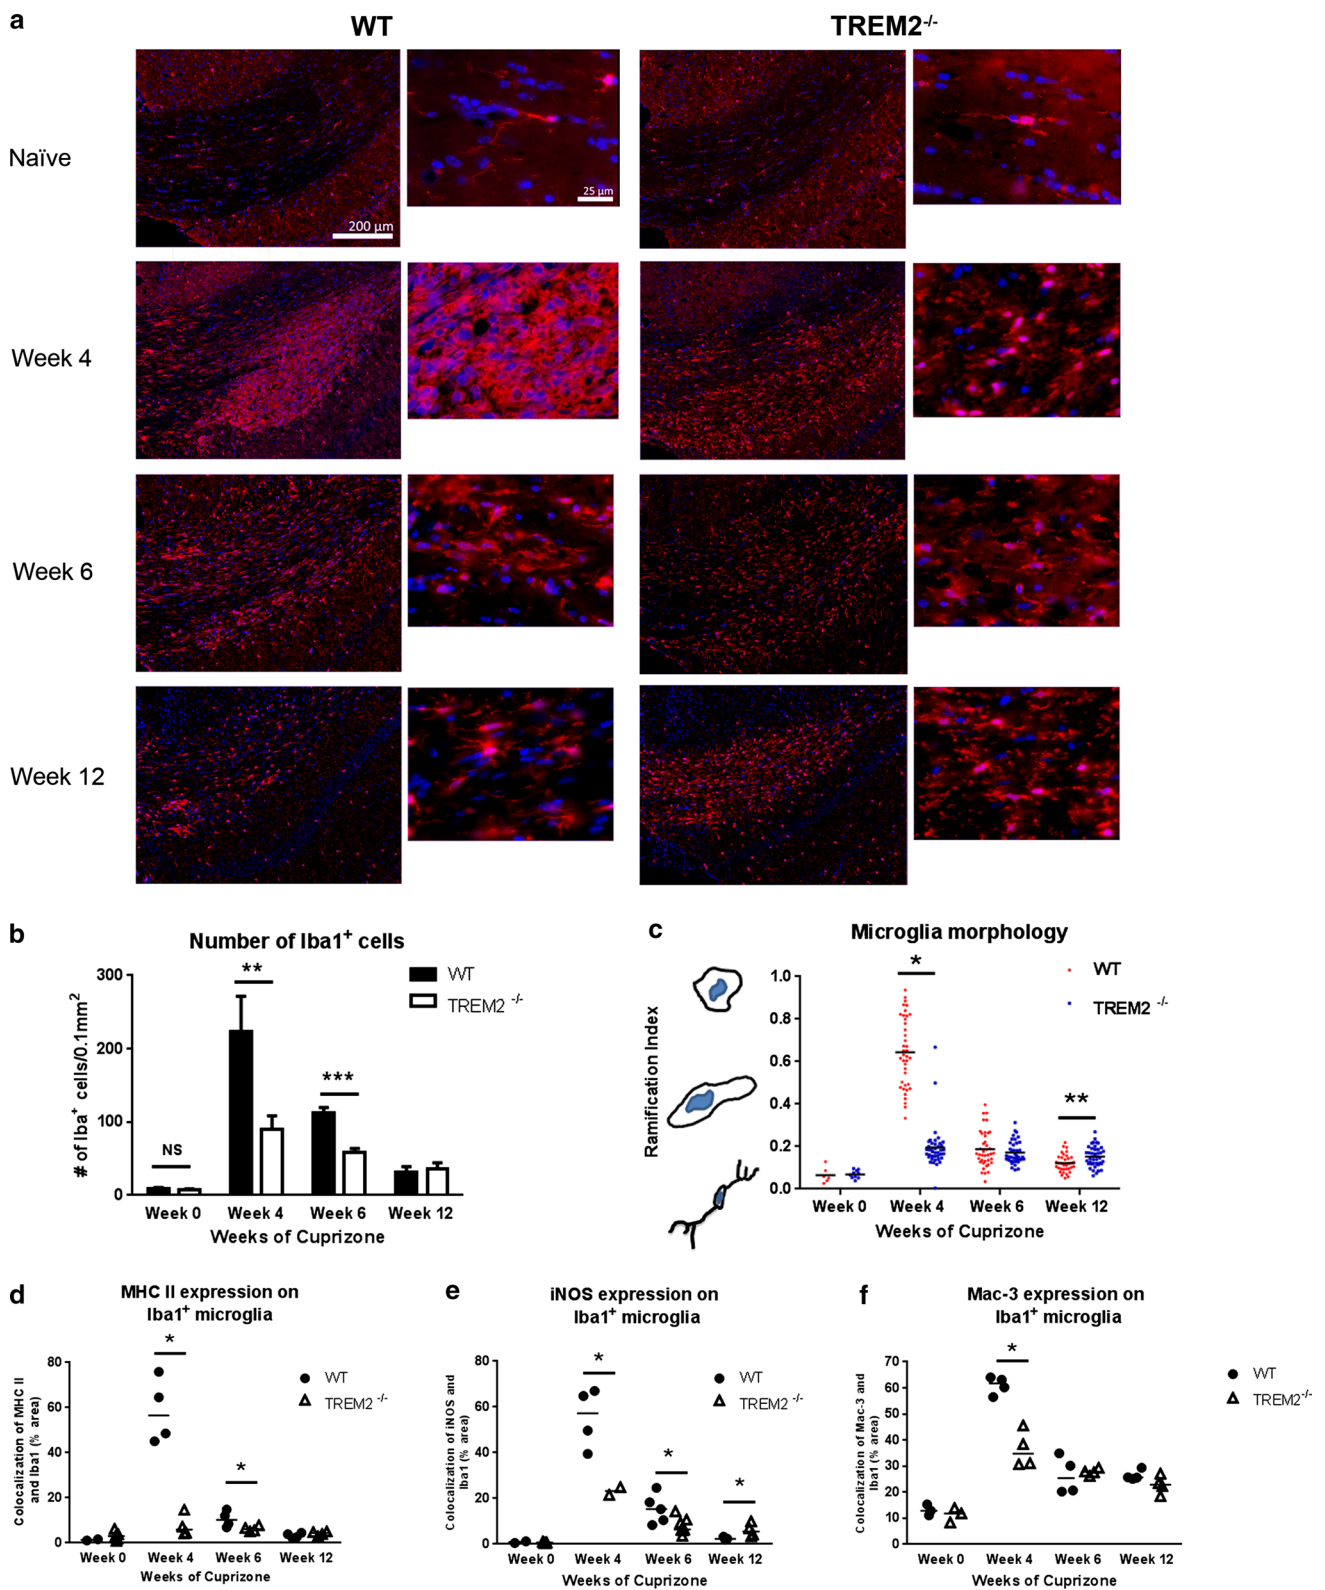 a
WT
TREM2-/-
Naïve
200 µm
25 µm
Week 4
Week 6
Week 12
b
Number of Iba1+ cells
# of Iba+ cells/0.1mm2
300
200
100
0
NS
**
***
WT
TREM2 -/-
Week 0
Week 4
Week 6
Week 12
Weeks of Cuprizone
c
Microglia morphology
Ramification Index
1.0
0.8
0.6
0.4
0.2
0.0
*
**
WT
TREM2 -/-
Week 0
Week 4
Week 6
Week 12
Weeks of Cuprizone
d
MHC II expression on
Iba1+ microglia
Colocalization of MHC II
and Iba1 (% area)
80
60
40
20
0
*
*
WT
TREM2 -/-
Week 0
Week 4
Week 6
Week 12
Weeks of Cuprizone
e
iNOS expression on
Iba1+ microglia
Colocalization of iNOS and
Iba1 (% area)
80
60
40
20
0
*
*
*
WT
TREM2 -/-
Week 0
Week 4
Week 6
Week 12
Weeks of Cuprizone
f
Mac-3 expression on
Iba1+ microglia
Colocalization of Mac-3 and
Iba1 (% area)
70
60
50
40
30
20
10
0
*
WT
TREM2-/-
Week 0
Week 4
Week 6
Week 12
Weeks of Cuprizone